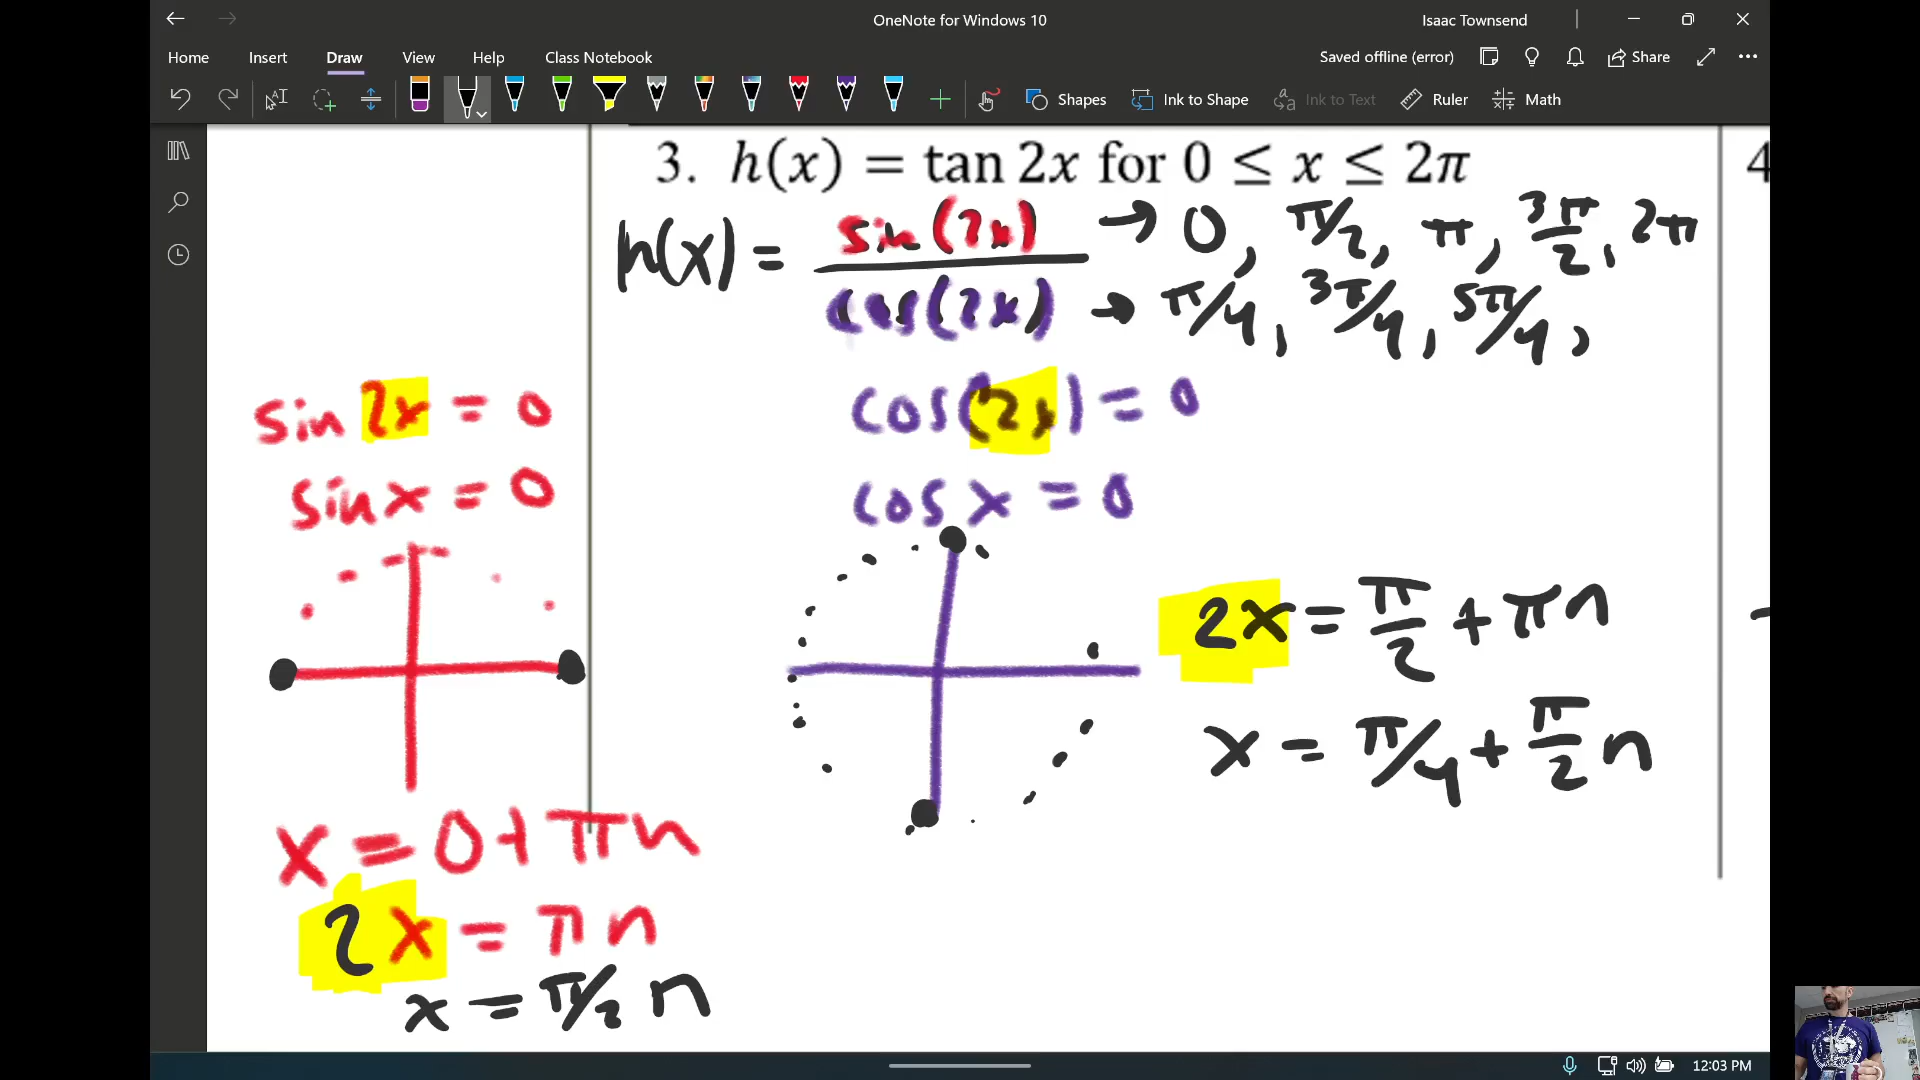 OneNote for Windows 10
Isaac Townsend
Home Insert Draw View Help Class Notebook
Saved offline (error) Share
Shapes Ink to Shape Ink to Text Ruler Math
3. h(x) = tan 2x for 0 ≤ x ≤ 2π
4
h(x) = sin(2x) / cos(2x)
→ 0, π/2, π, 3π/2, 2π
→ π/4, 3π/4, 5π/4,
sin 2x = 0
sin x = 0
x = 0 + πn
2x = πn
x = π/2 n
cos(2x) = 0
cos x = 0
2x = π/2 + πn
x = π/4 + π/2 n
12:03 PM